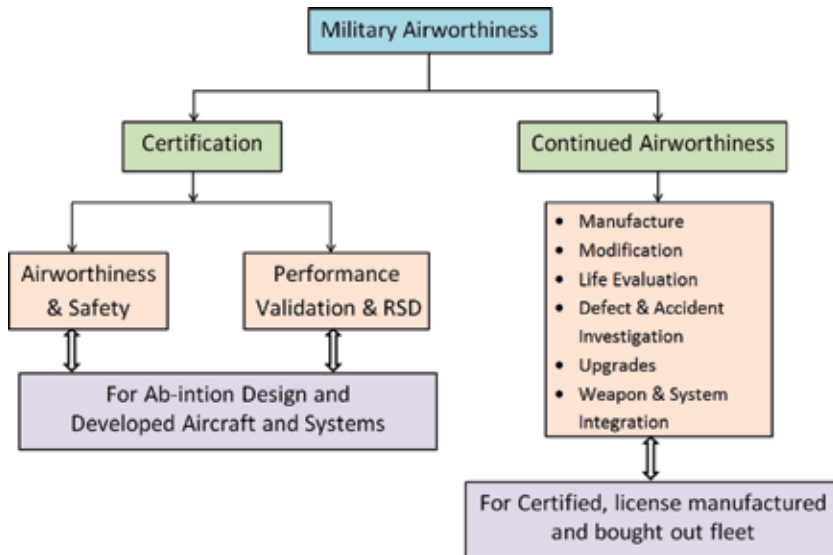 Military Airworthiness
Certification
Continued Airworthiness
Airworthiness
& Safety
Performance
Validation & RSD
For Ab-intion Design and
Developed Aircraft and Systems
• Manufacture
• Modification
• Life Evaluation
• Defect & Accident
Investigation
• Upgrades
• Weapon & System
Integration
For Certified, license manufactured
and bought out fleet